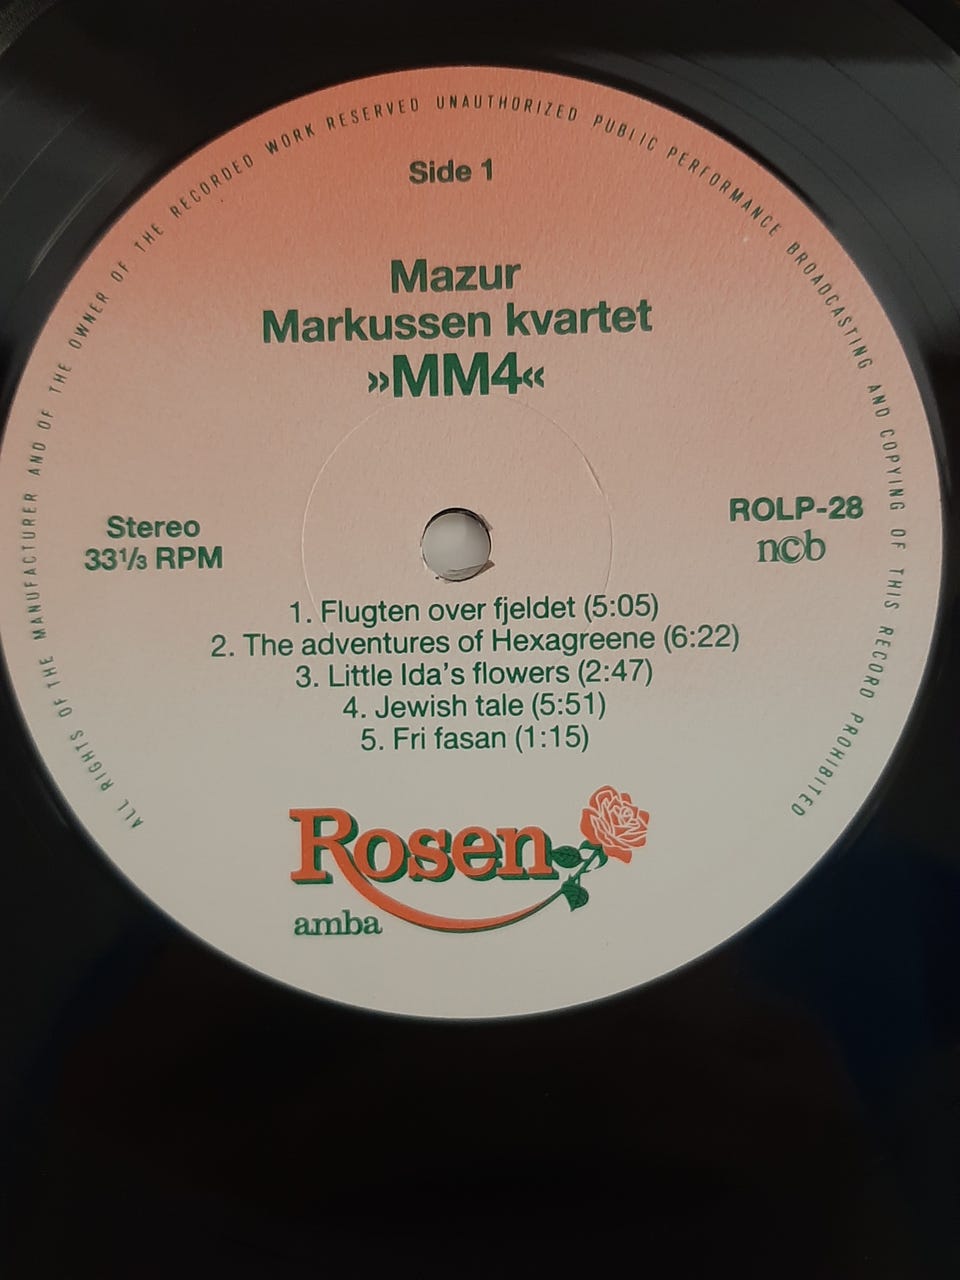 ALL RIGHTS OF THE MANUFACTURER AND OF THE OWNER OF THE RECORDED WORK RESERVED UNAUTHORIZED PUBLIC PERFORMANCE BROADCASTING AND COPYING OF THIS RECORD PROHIBITED
Side 1
Mazur
Markussen kvartet
»MM4«
Stereo
33⅓ RPM
ROLP-28
ncb
1. Flugten over fjeldet (5:05)
2. The adventures of Hexagreene (6:22)
3. Little Ida's flowers (2:47)
4. Jewish tale (5:51)
5. Fri fasan (1:15)
Rosen
amba